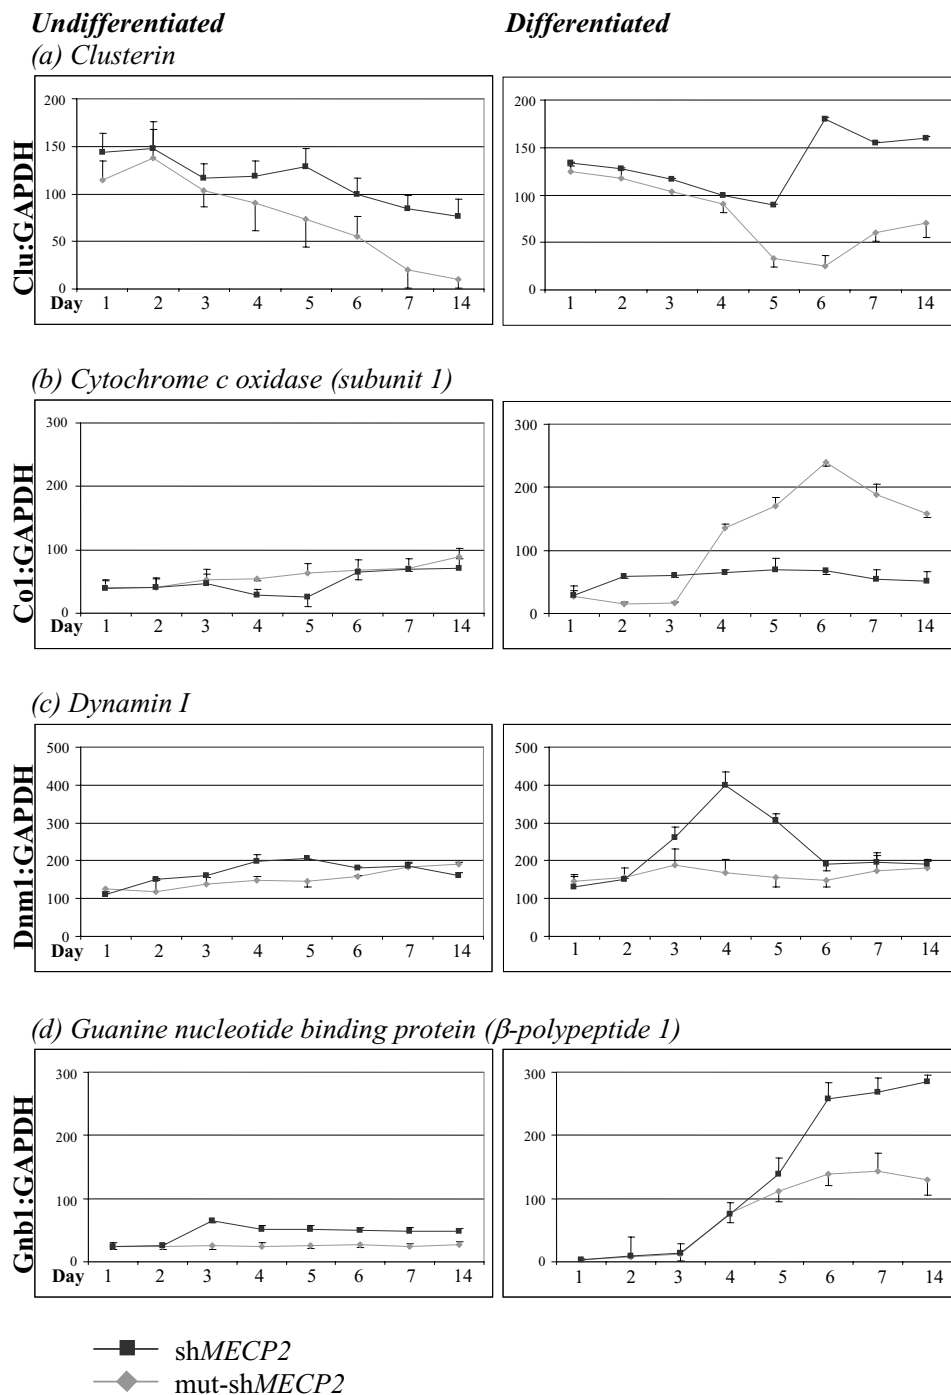 Undifferentiated Differentiated
(a) Clusterin
Clu:GAPDH
200
150
100
50
0
Day 1 2 3 4 5 6 7 14
200
150
100
50
0
1 2 3 4 5 6 7 14
(b) Cytochrome c oxidase (subunit 1)
Co1:GAPDH
300
200
100
0
Day 1 2 3 4 5 6 7 14
300
200
100
0
1 2 3 4 5 6 7 14
(c) Dynamin I
Dnm1:GAPDH
500
400
300
200
100
0
Day 1 2 3 4 5 6 7 14
500
400
300
200
100
0
1 2 3 4 5 6 7 14
(d) Guanine nucleotide binding protein (β-polypeptide 1)
Gnb1:GAPDH
300
200
100
0
Day 1 2 3 4 5 6 7 14
300
200
100
0
1 2 3 4 5 6 7 14
shMECP2
mut-shMECP2